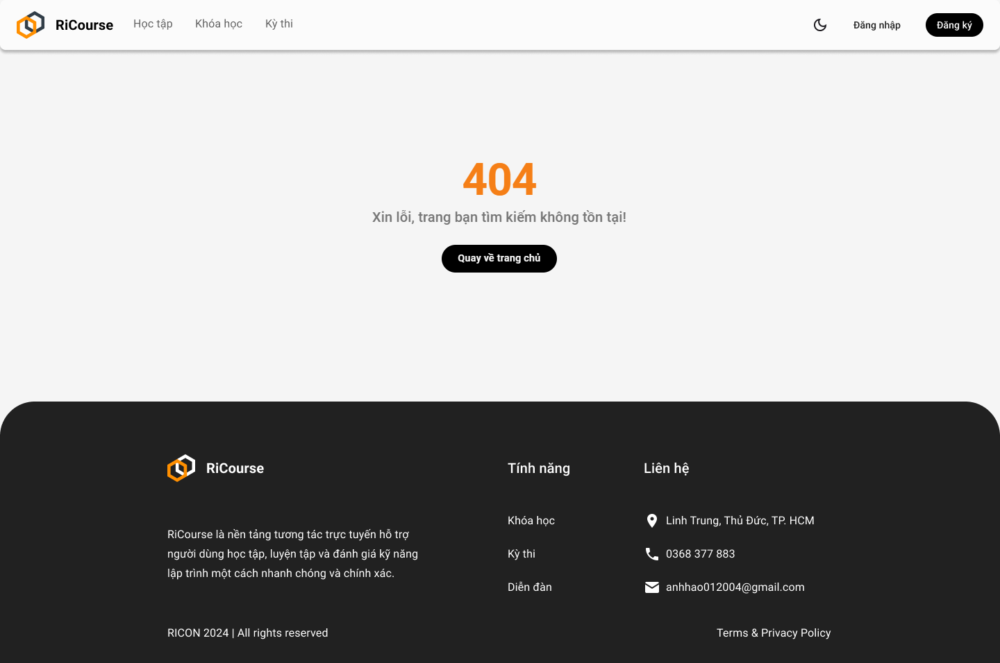 RiCourse
Học tập
Khóa học
Kỳ thi
Đăng nhập
Đăng ký
404
Xin lỗi, trang bạn tìm kiếm không tồn tại!
Quay về trang chủ
RiCourse
RiCourse là nền tảng tương tác trực tuyến hỗ trợ
người dùng học tập, luyện tập và đánh giá kỹ năng
lập trình một cách nhanh chóng và chính xác.
Tính năng
Khóa học
Kỳ thi
Diễn đàn
Liên hệ
Linh Trung, Thủ Đức, TP. HCM
0368 377 883
anhhao012004@gmail.com
RICON 2024 | All rights reserved
Terms & Privacy Policy